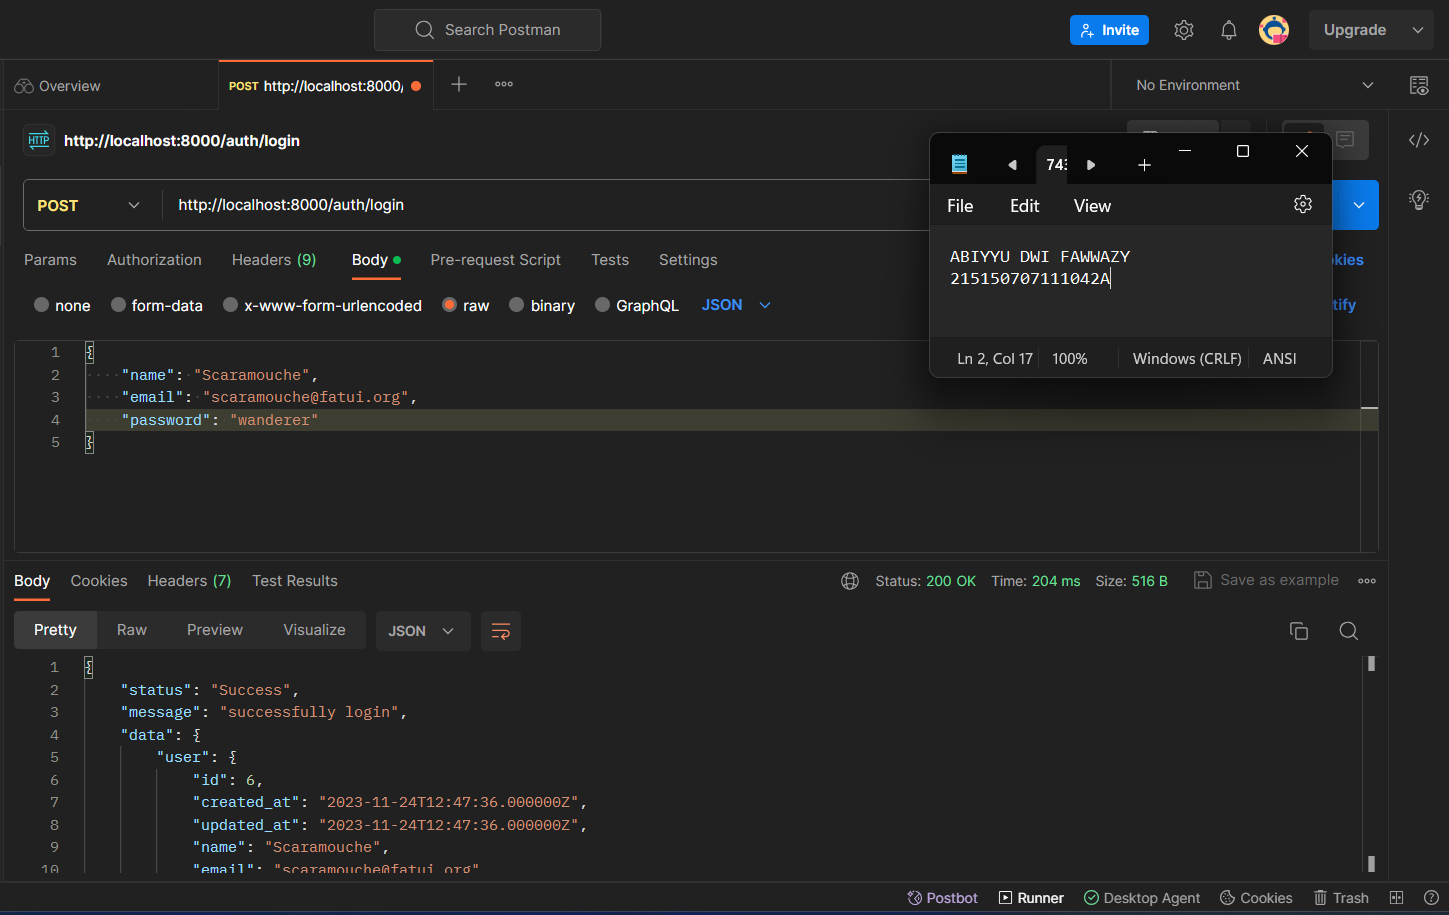 Search Postman
Invite
Upgrade
Overview
POST http://localhost:8000/
No Environment
HTTP http://localhost:8000/auth/login
POST http://localhost:8000/auth/login
Params Authorization Headers (9) Body Pre-request Script Tests Settings
none form-data x-www-form-urlencoded raw binary GraphQL JSON
File Edit View
ABIYYU DWI FAWWAZY
215150707111042A
Ln 2, Col 17 100% Windows (CRLF) ANSI
1 {
2 "name": "Scaramouche",
3 "email": "scaramouche@fatui.org",
4 "password": "wanderer"
5 }
Body Cookies Headers (7) Test Results
Status: 200 OK Time: 204 ms Size: 516 B Save as example
Pretty Raw Preview Visualize JSON
1 {
2 "status": "Success",
3 "message": "successfully login",
4 "data": {
5 "user": {
6 "id": 6,
7 "created_at": "2023-11-24T12:47:36.000000Z",
8 "updated_at": "2023-11-24T12:47:36.000000Z",
9 "name": "Scaramouche",
10 "email": "scaramouche@fatui.org"
Postbot Runner Desktop Agent Cookies Trash